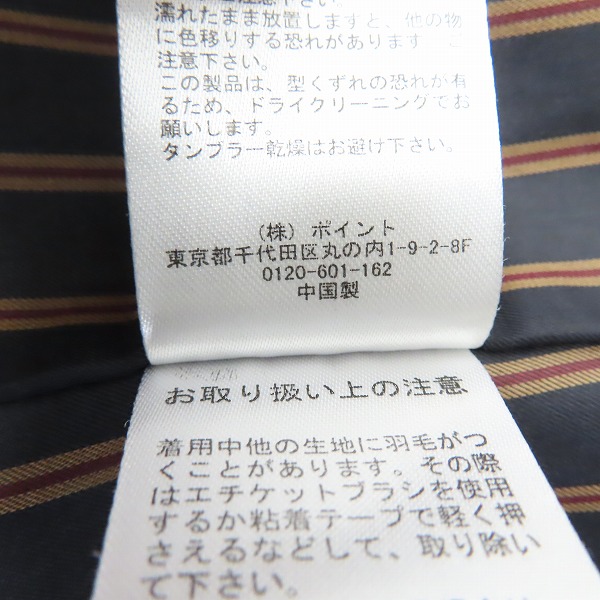 ご注意下さい。
濡れたまま放置しますと、他の物
に色移りする恐れがあります ご
注意下さい。
この製品は、型くずれの恐れが有
るため、ドライクリーニングでお
願いします。
タンブラー乾燥はお避け下さい。
(株) ポイント
東京都千代田区丸の内1-9-2-8F
0120-601-162
中国製
お取り扱い上の注意
着用中他の生地に羽毛がつ
くことがあります。その際
はエチケットブラシを使用
するか粘着テープで軽く押
さえるなどして、取り除い
て下さい。